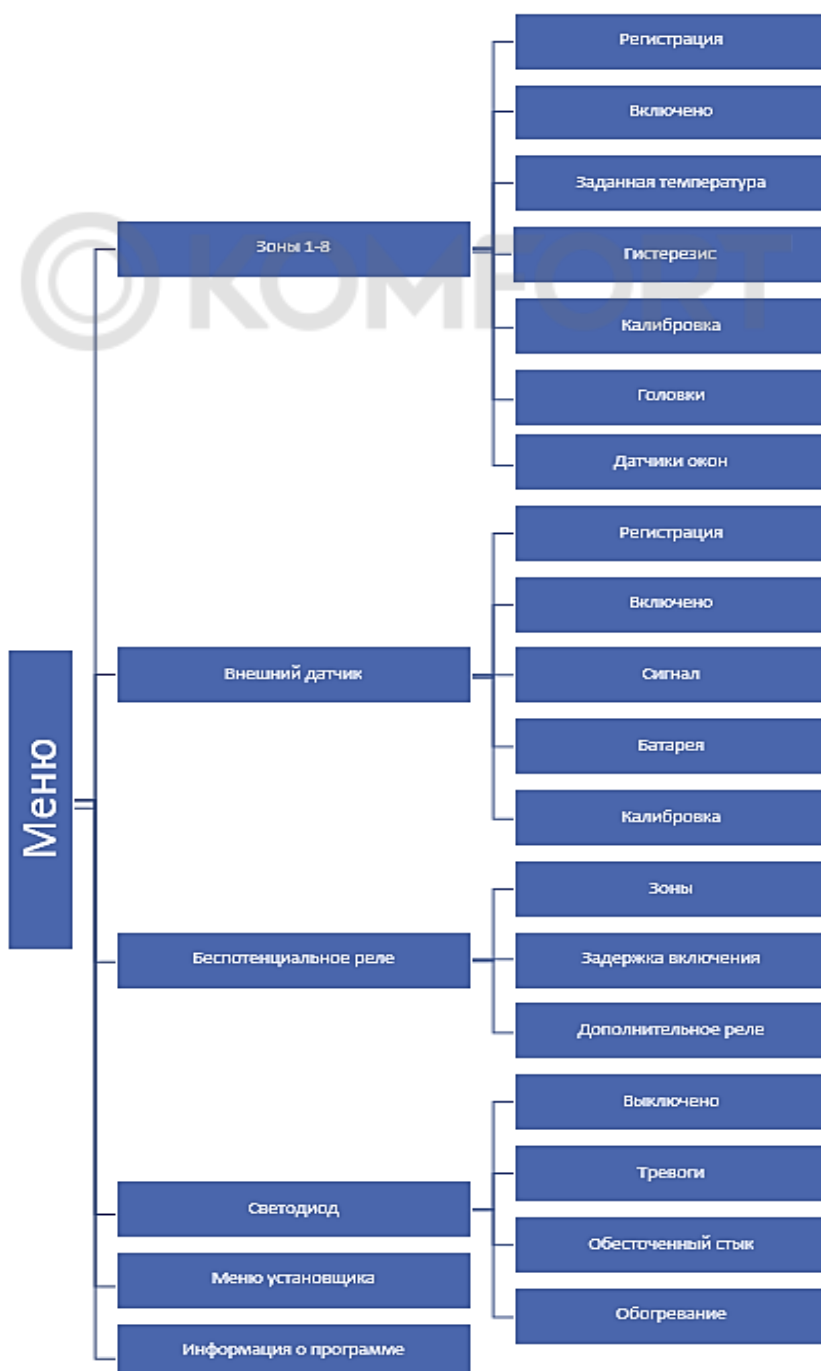 Меню
Зоны 1-8
Регистрация
Включено
Заданная температура
Гистерезис
Калибровка
Головки
Датчики окон
Внешний датчик
Регистрация
Включено
Сигнал
Батарея
Калибровка
Беспотенциальное реле
Зоны
Задержка включения
Дополнительное реле
Светодиод
Выключено
Тревоги
Обесточенный стык
Обогревание
Меню установщика
Информация о программе
KOMFORT